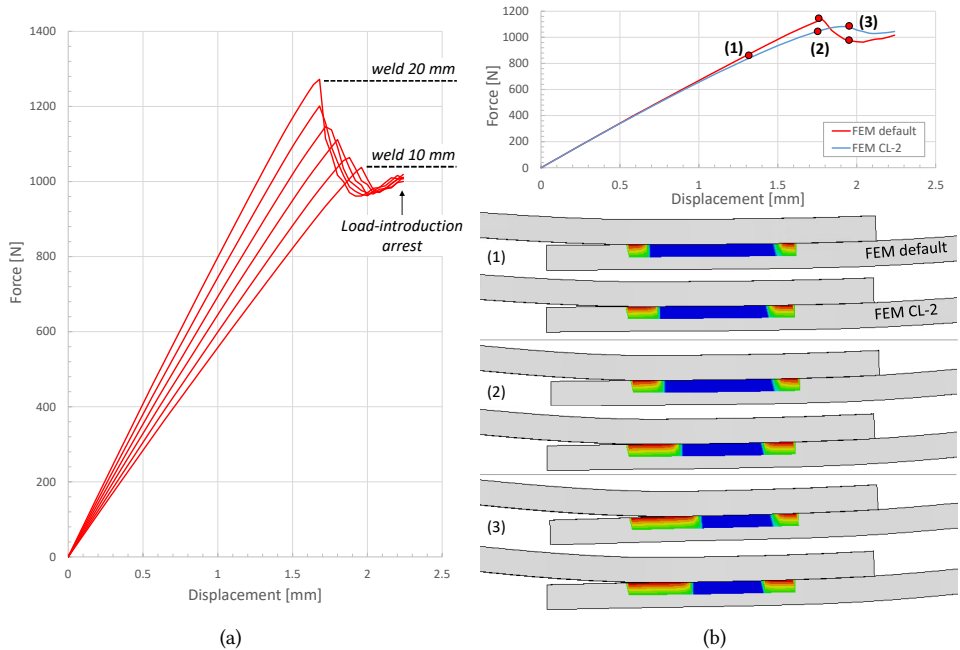 1400
1200
1000
800
600
400
200
0
0
0.5
1
1.5
2
2.5
Force [N]
Displacement [mm]
weld 20 mm
weld 10 mm
Load-introduction
arrest
(a)
1200
1000
800
600
400
200
0
0
0.5
1
1.5
2
2.5
Force [N]
Displacement [mm]
(1)
(2)
(3)
FEM default
FEM CL-2
(1)
FEM default
FEM CL-2
(2)
(3)
(b)